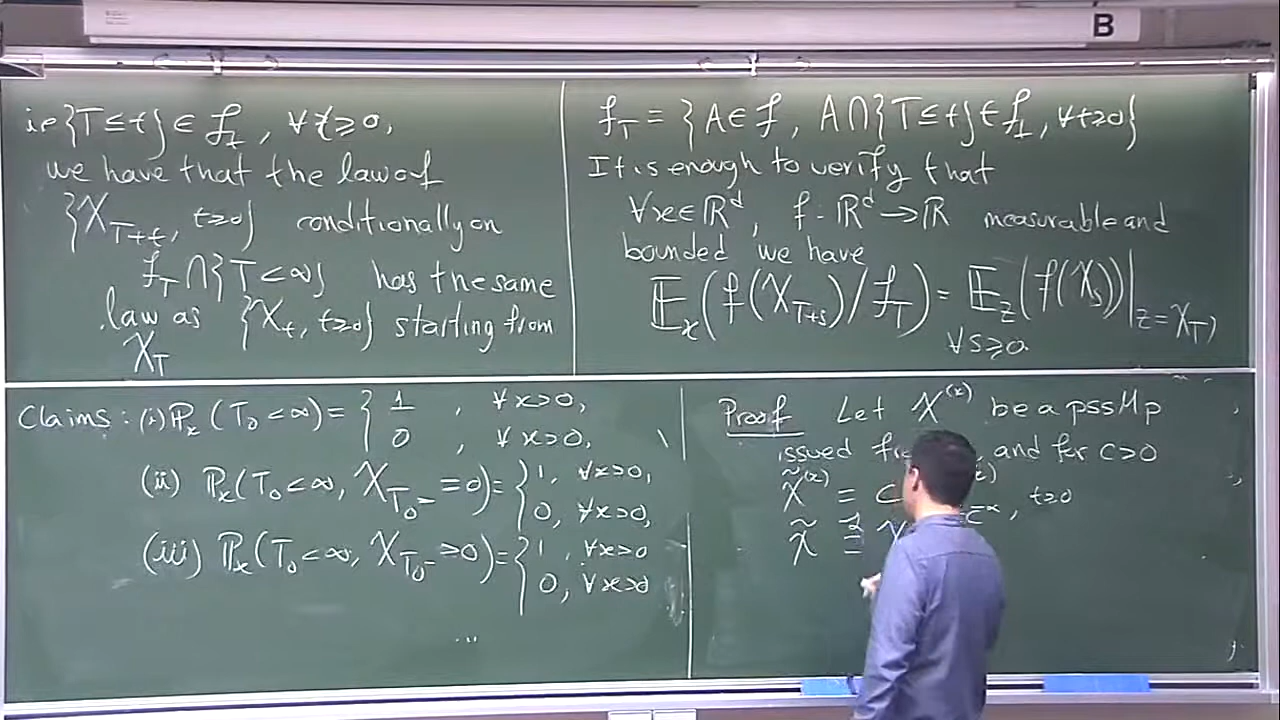 B
i.e {T ≤ t} ∈ f_t, ∀t≥0,
we have that the law of
{X_{T+t}, t≥0} conditionally on
f_T ∩ {T < ∞} has the same
law as {X_t, t≥0} starting from
X_T
f_T = {A ∈ f, A∩{T ≤ t} ∈ f_t, ∀t≥0}
It is enough to verify that
∀x∈ℝ^d, f: ℝ^d → ℝ measurable and
bounded we have
𝔼_x(f(X_{T+s})/f_T) = 𝔼_z(f(X_s))|_{z=X_T},
∀s≥0.
Claims: (i) ℙ_x(T_0<∞) = { 1, ∀x>0,
0, ∀x>0,
(ii) ℙ_x(T_0<∞, X_{T_0-}=0) = { 1, ∀x>0,
0, ∀x>0,
(iii) ℙ_x(T_0<∞, X_{T_0-}>0) = { 1, ∀x>0
0, ∀x>0
...
Proof Let X^{(x)} be a pssMp
issued and for c>0
X̃^{(x)} = c , t≥0
X̃